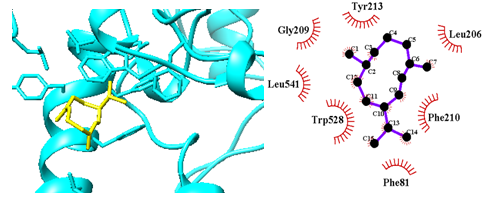 Tyr213
Gly209
C4
C5
Leu206
C1
C3
C2
C6
C7
C8
Leu541
C12
C9
C11
Trp528
C10
Phe210
C13
C15
C14
Phe81